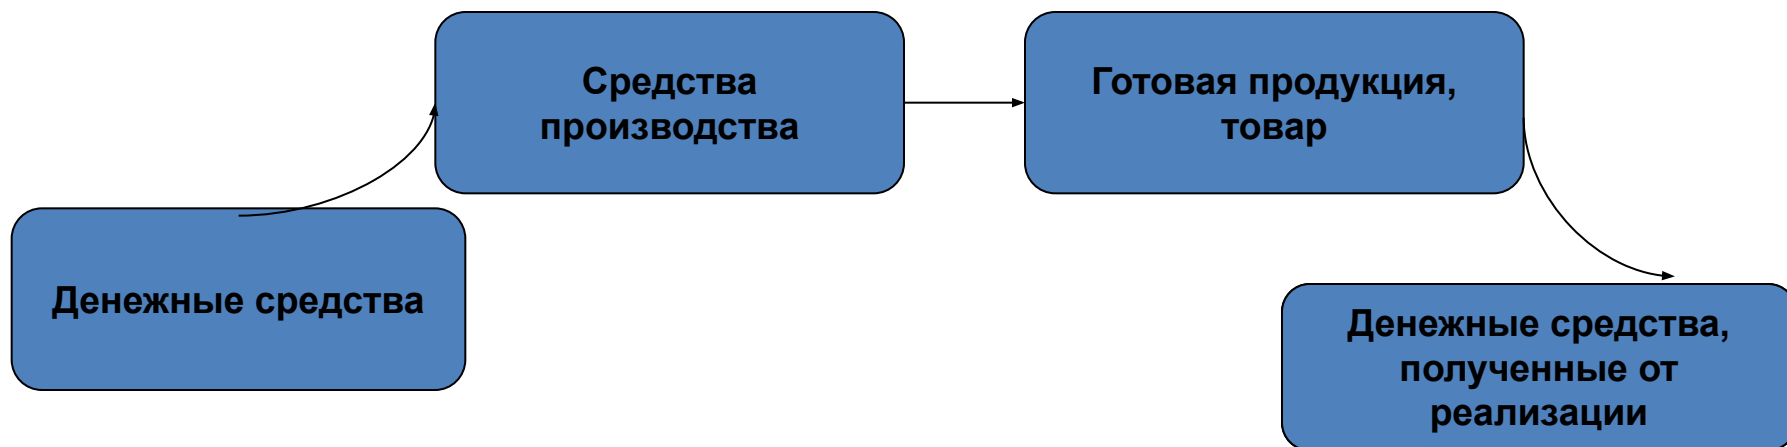 Средства
производства
Готовая продукция,
товар
Денежные средства
Денежные средства,
полученные от
реализации